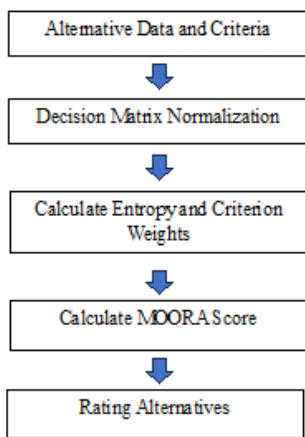 Alternative Data and Criteria
Decision Matrix Normalization
Calculate Entropy and Criterion
Weights
Calculate MOORA Score
Rating Alternatives